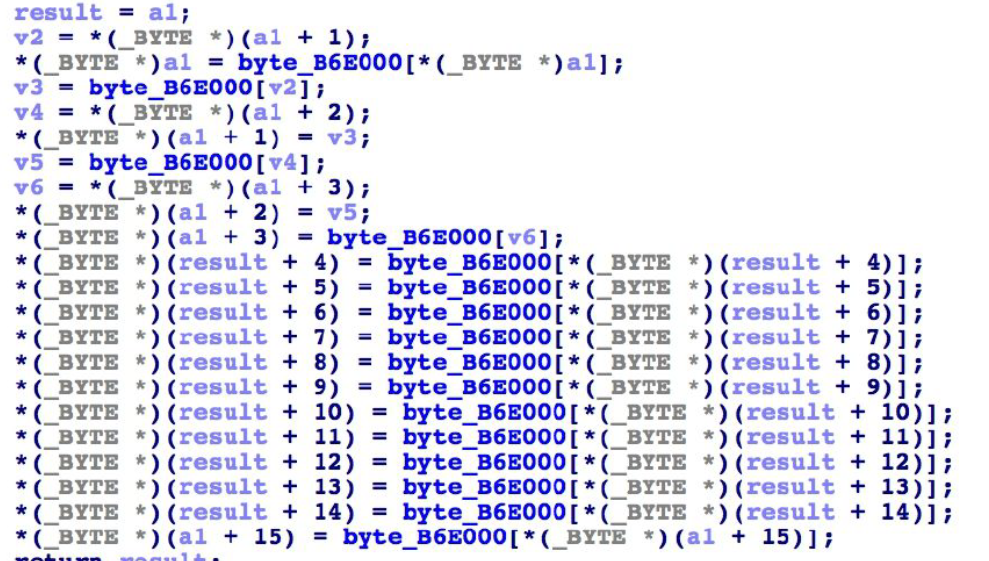 result = a1;
v2 = *(_BYTE *)(a1 + 1);
*(_BYTE *)a1 = byte_B6E000[*(_BYTE *)a1];
v3 = byte_B6E000[v2];
v4 = *(_BYTE *)(a1 + 2);
*(_BYTE *)(a1 + 1) = v3;
v5 = byte_B6E000[v4];
v6 = *(_BYTE *)(a1 + 3);
*(_BYTE *)(a1 + 2) = v5;
*(_BYTE *)(a1 + 3) = byte_B6E000[v6];
*(_BYTE *)(result + 4) = byte_B6E000[*(_BYTE *)(result + 4)];
*(_BYTE *)(result + 5) = byte_B6E000[*(_BYTE *)(result + 5)];
*(_BYTE *)(result + 6) = byte_B6E000[*(_BYTE *)(result + 6)];
*(_BYTE *)(result + 7) = byte_B6E000[*(_BYTE *)(result + 7)];
*(_BYTE *)(result + 8) = byte_B6E000[*(_BYTE *)(result + 8)];
*(_BYTE *)(result + 9) = byte_B6E000[*(_BYTE *)(result + 9)];
*(_BYTE *)(result + 10) = byte_B6E000[*(_BYTE *)(result + 10)];
*(_BYTE *)(result + 11) = byte_B6E000[*(_BYTE *)(result + 11)];
*(_BYTE *)(result + 12) = byte_B6E000[*(_BYTE *)(result + 12)];
*(_BYTE *)(result + 13) = byte_B6E000[*(_BYTE *)(result + 13)];
*(_BYTE *)(result + 14) = byte_B6E000[*(_BYTE *)(result + 14)];
*(_BYTE *)(a1 + 15) = byte_B6E000[*(_BYTE *)(a1 + 15)];
return result;